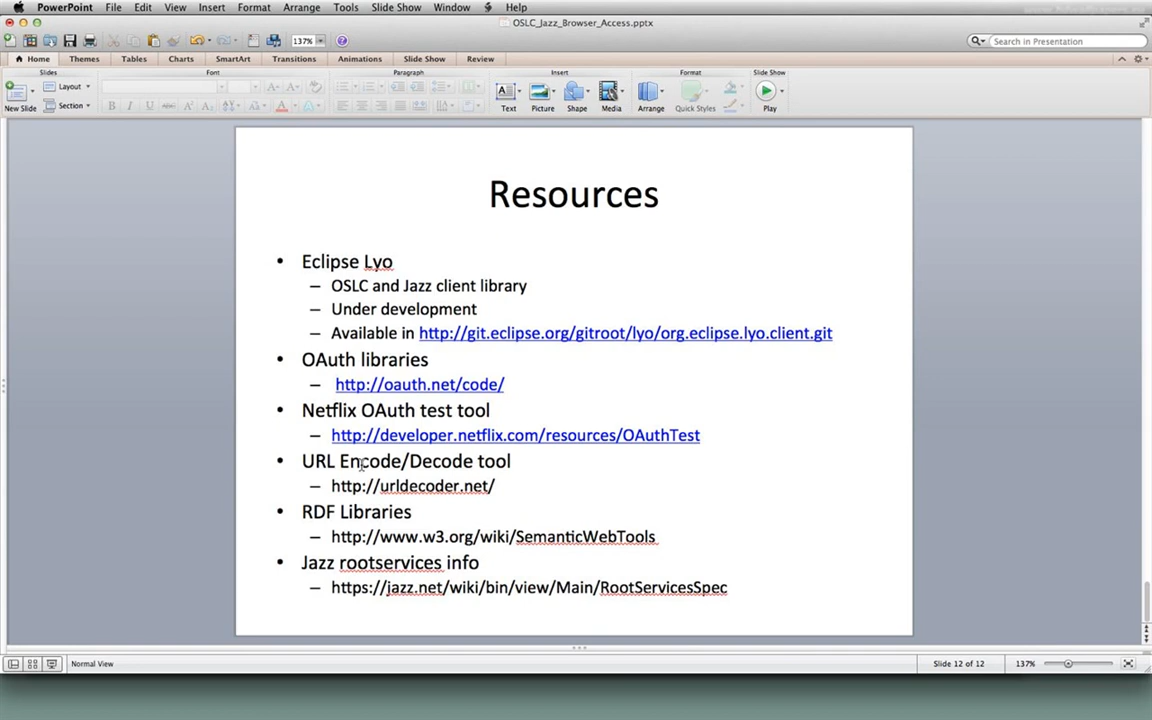 PowerPoint File Edit View Insert Format Arrange Tools Slide Show Window Help
OSLC_Jazz_Browser_Access.pptx
137%
Search in Presentation
Home Themes Tables Charts SmartArt Transitions Animations Slide Show Review
Slides Font Paragraph Insert Format Slide Show
New Slide Layout Section B I U Text Picture Shape Media Arrange Quick Styles Play
Resources
• Eclipse Lyo
– OSLC and Jazz client library
– Under development
– Available in http://git.eclipse.org/gitroot/lyo/org.eclipse.lyo.client.git
• OAuth libraries
– http://oauth.net/code/
• Netflix OAuth test tool
– http://developer.netflix.com/resources/OAuthTest
• URL Encode/Decode tool
– http://urldecoder.net/
• RDF Libraries
– http://www.w3.org/wiki/SemanticWebTools
• Jazz rootservices info
– https://jazz.net/wiki/bin/view/Main/RootServicesSpec
Normal View Slide 12 of 12 137%